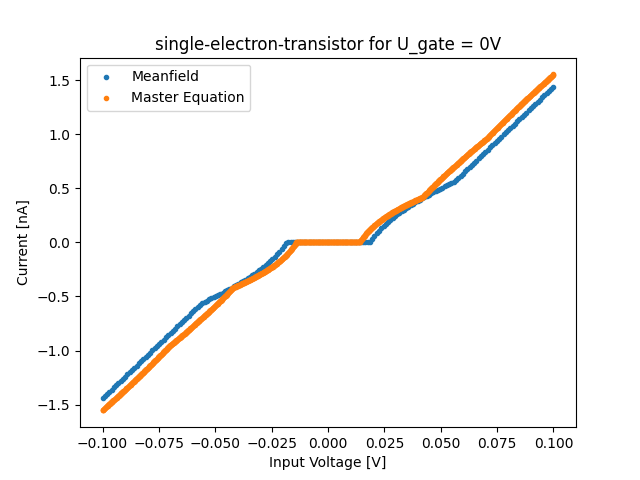 single-electron-transistor for U_gate = 0V
Meanfield
Master Equation
Current [nA]
1.5
1.0
0.5
0.0
−0.5
−1.0
−1.5
−0.100 −0.075 −0.050 −0.025 0.000 0.025 0.050 0.075 0.100
Input Voltage [V]